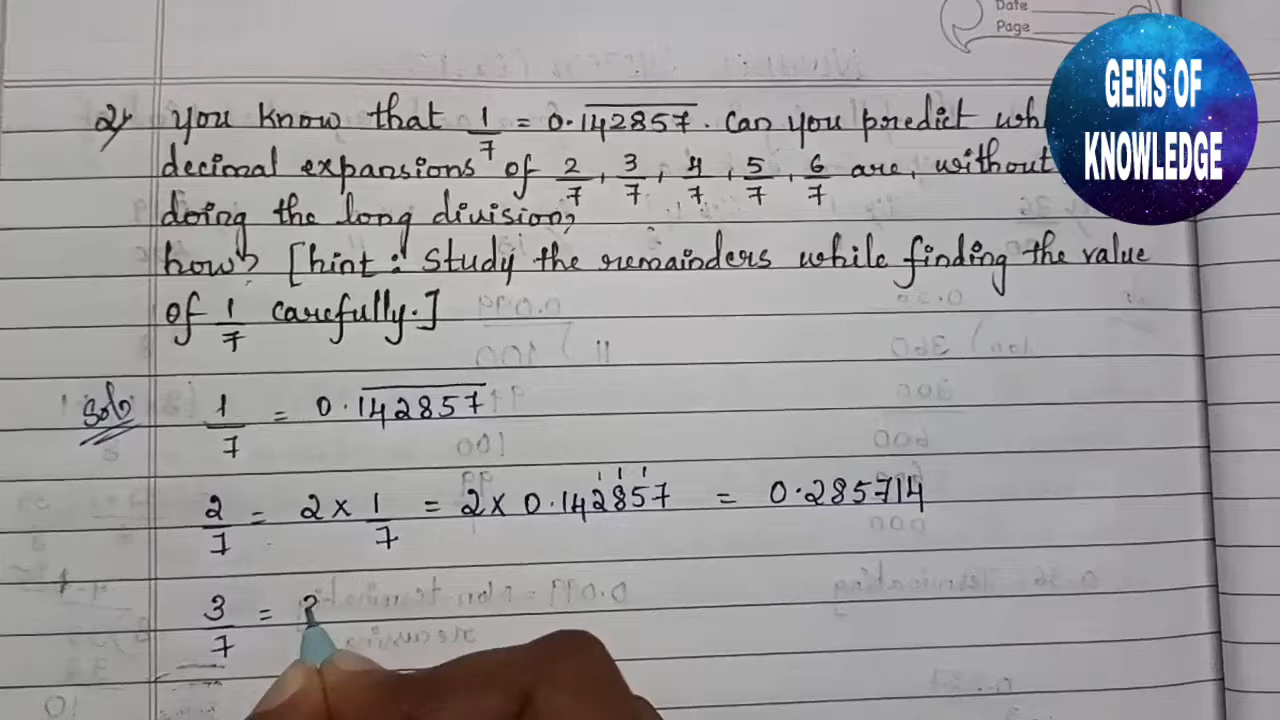 Date
Page
GEMS OF
KNOWLEDGE
2) You know that 1/7 = 0.\overline{142857}. Can you predict wh
decimal expansions of 2/7, 3/7, 4/7, 5/7, 6/7 are, without
doing the long division,
how? [hint: Study the remainders while finding the value
of 1/7 carefully.]
Soln 1/7 = 0.\overline{142857}
2/7 = 2 × 1/7 = 2 × 0.142857 = 0.285714
3/7 =